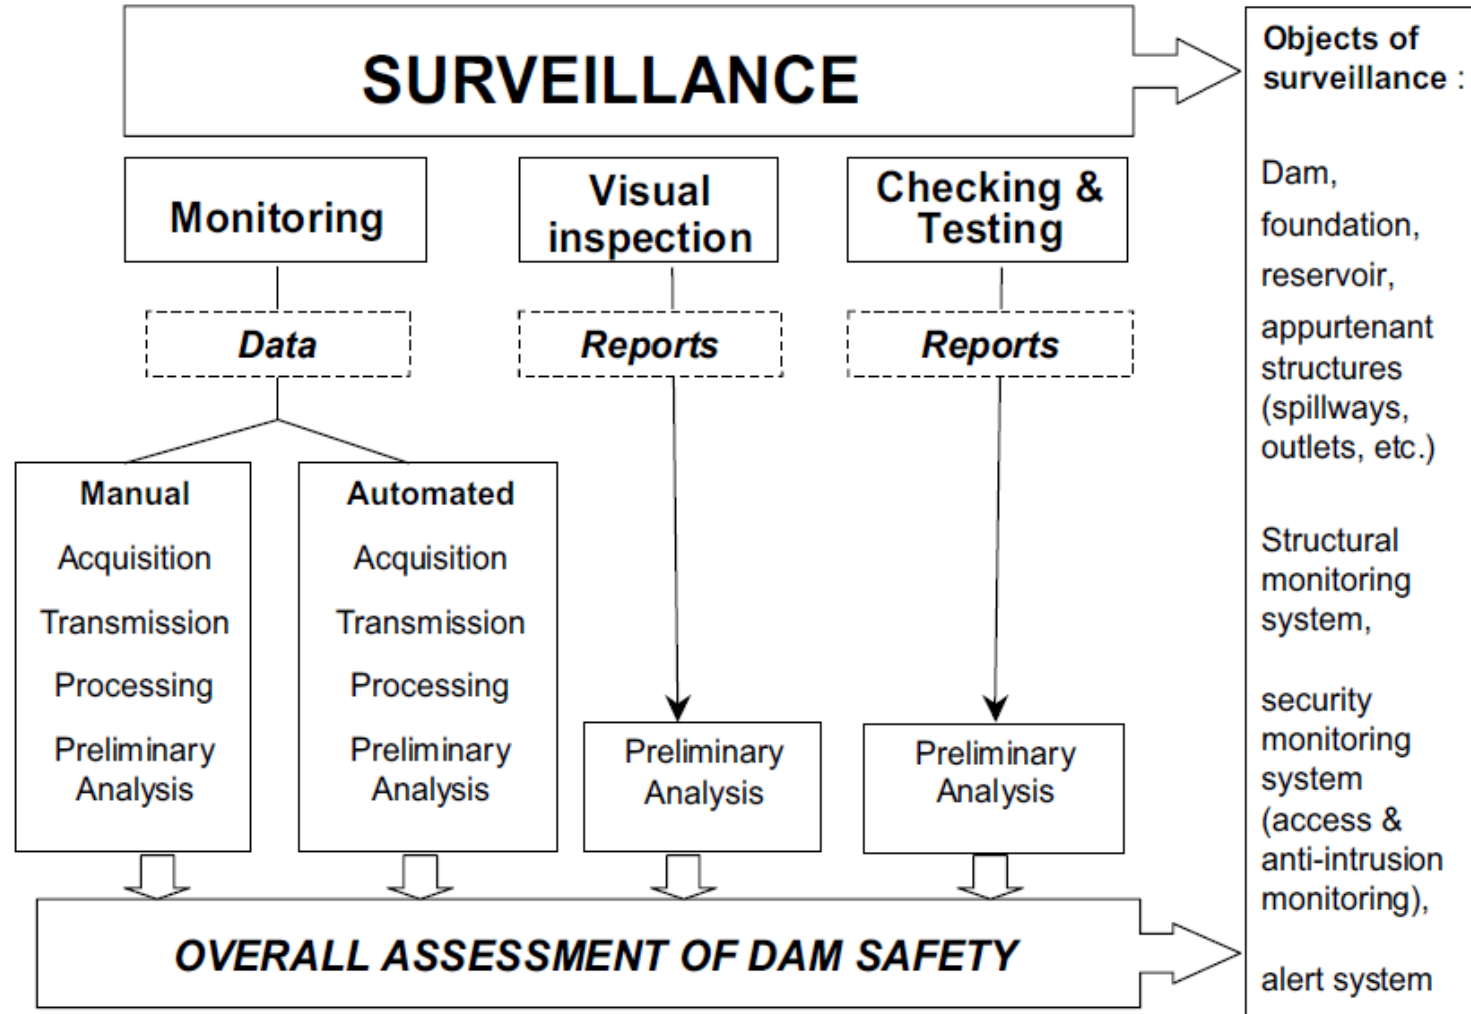 SURVEILLANCE
Monitoring
Visual
inspection
Checking &
Testing
Data
Reports
Reports
Manual
Acquisition
Transmission
Processing
Preliminary
Analysis
Automated
Acquisition
Transmission
Processing
Preliminary
Analysis
Preliminary
Analysis
Preliminary
Analysis
OVERALL ASSESSMENT OF DAM SAFETY
Objects of
surveillance :
Dam,
foundation,
reservoir,
appurtenant
structures
(spillways,
outlets, etc.)
Structural
monitoring
system,
security
monitoring
system
(access &
anti-intrusion
monitoring),
alert system